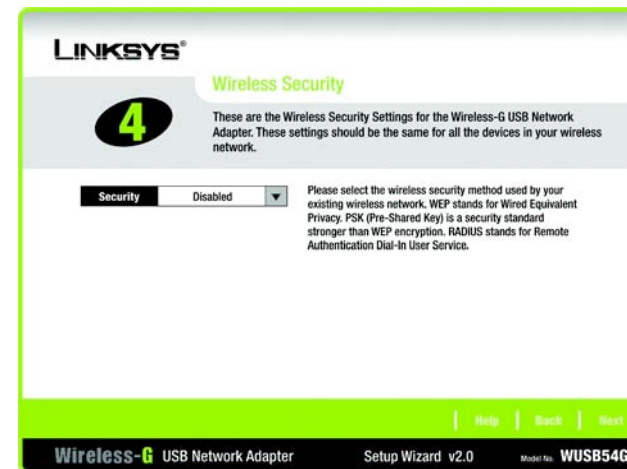 LINKSYS®
Wireless Security
4
These are the Wireless Security Settings for the Wireless-G USB Network
Adapter. These settings should be the same for all the devices in your wireless
network.
Security Disabled
Please select the wireless security method used by your
existing wireless network. WEP stands for Wired Equivalent
Privacy. PSK (Pre-Shared Key) is a security standard
stronger than WEP encryption. RADIUS stands for Remote
Authentication Dial-In User Service.
Help Back Next
Wireless-G USB Network Adapter Setup Wizard v2.0 Model No. WUSB54G